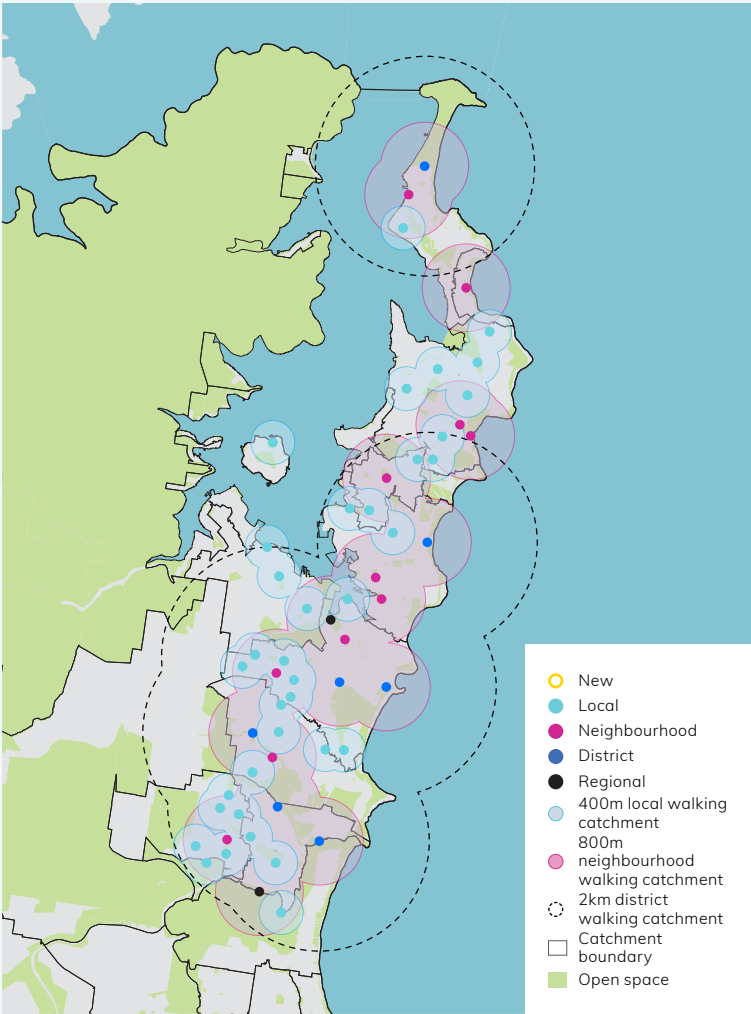 New
Local
Neighbourhood
District
Regional
400m local walking
catchment
800m
neighbourhood
walking catchment
2km district
walking catchment
Catchment
boundary
Open space